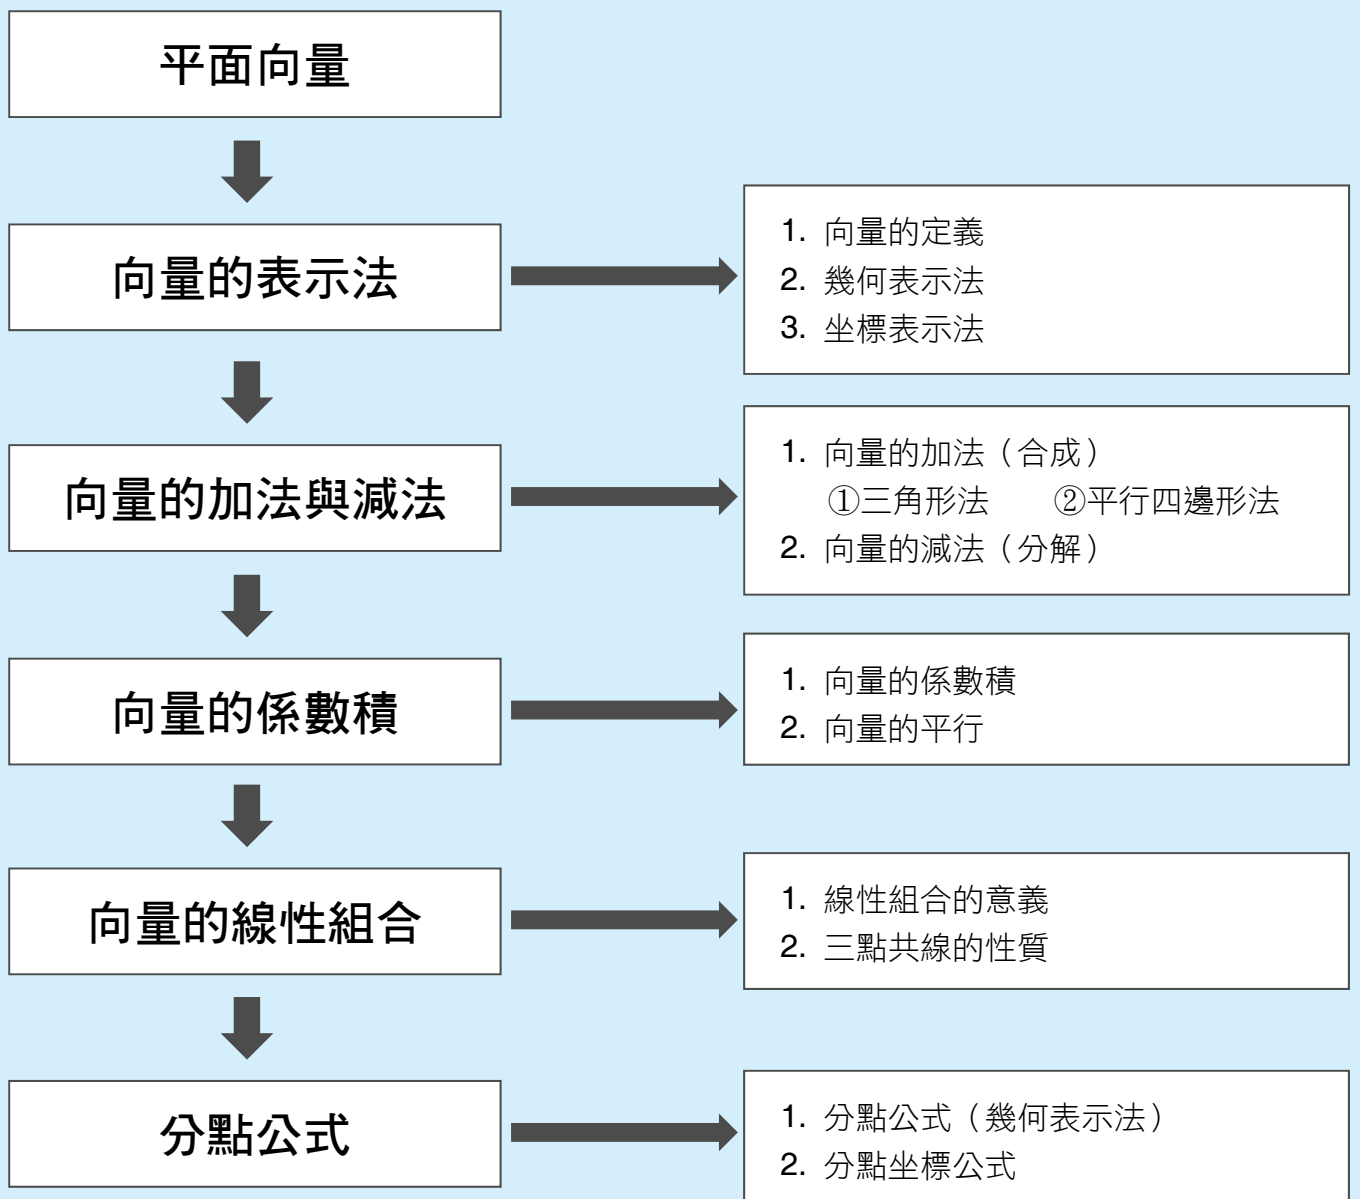 平面向量
向量的表示法
1. 向量的定義
2. 幾何表示法
3. 坐標表示法
向量的加法與減法
1. 向量的加法（合成）
①三角形法 ②平行四邊形法
2. 向量的減法（分解）
向量的係數積
1. 向量的係數積
2. 向量的平行
向量的線性組合
1. 線性組合的意義
2. 三點共線的性質
分點公式
1. 分點公式（幾何表示法）
2. 分點坐標公式